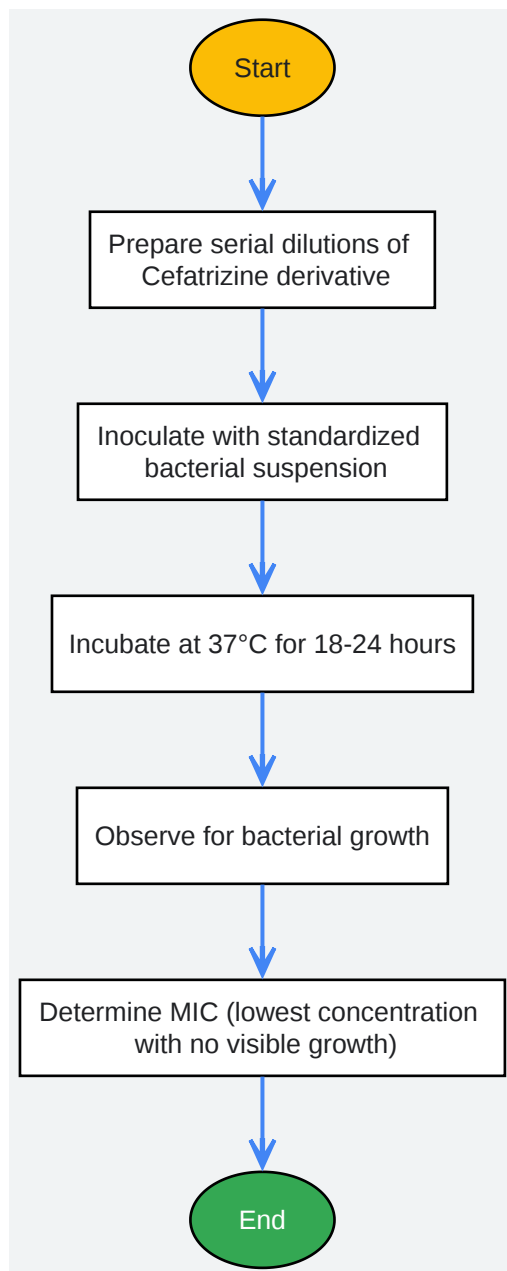 Start
Prepare serial dilutions of
Cefatrizine derivative
Inoculate with standardized
bacterial suspension
Incubate at 37°C for 18-24 hours
Observe for bacterial growth
Determine MIC (lowest concentration
with no visible growth)
End